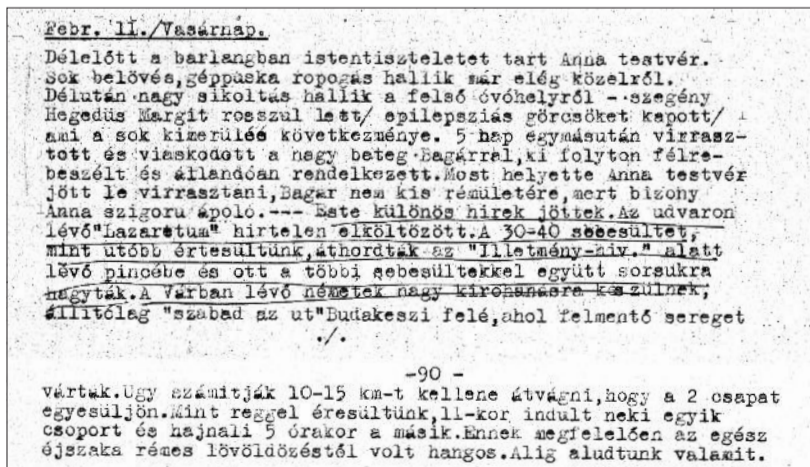 Febr. 11./Vasárnap.
Délelőtt a barlangban istentiszteletet tart Anna testvér.
Sok belövés,géppuska ropogás hallik már elég közelről.
Délután nagy sikoltás hallik a felső óvóhelyről - szegény
Hegedüs Margit rosszul lett/ epilepsziás görcsöket kapott/
ami a sok kimerülés következménye. 5 nap egymásután virrasz-
tott és viaskodott a nagy beteg Bagárral,ki folyton félre-
beszélt és állandóan rendelkezett.Most helyette Anna testvér
jött le virrasztani,Bagár nem kis rémületére,mert bizony
Anna szigoru ápoló.--- Este különös hirek jöttek.Az udvaron
lévő"Lazaretum" hirtelen elköltözött.A 30-40 sebesültet,
mint utóbb értesültünk,áthordták az "Illetmény-hiv." alatt
lévő pincébe és ott a többi sebesültekkel együtt sorsukra
hagyták.A Várban lévő németek nagy kirohanásra készülnek,
állitólag "szabad az ut"Budakeszi felé,ahol felmentő sereget
./.
-90 -
vártak.Ugy számitják 10-15 km-t kellene átvágni,hogy a 2 csapat
egyesüljön.Mint reggel éresültünk,11-kor indult neki egyik
csoport és hajnali 5 órakor a másik.Ennek megfelelően az egész
éjszaka rémes lövöldözéstől volt hangos.Alig aludtunk valamit.